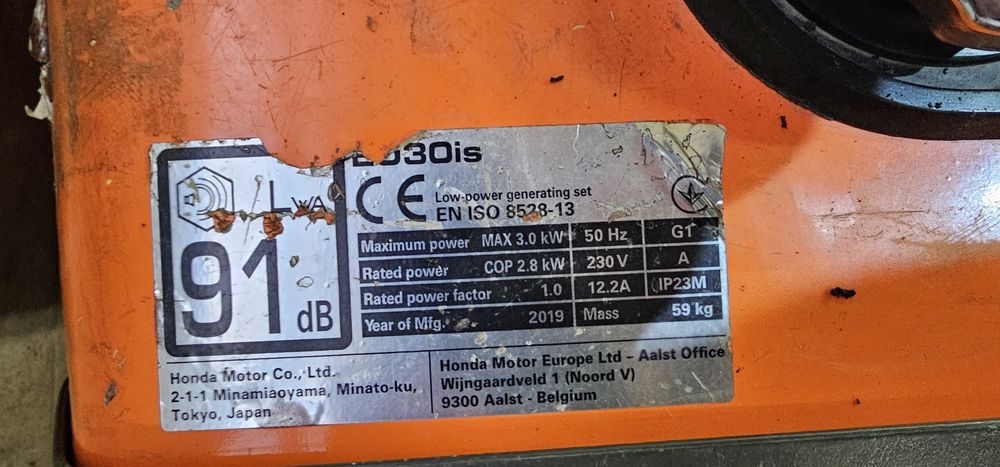 30is
LWA
91 dB
CE
Low-power generating set
EN ISO 8528-13
Maximum power MAX 3.0 kW 50 Hz G1
Rated power COP 2.8 kW 230 V A
Rated power factor 1.0 12.2A IP23M
Year of Mfg. 2019 Mass 59 kg
Honda Motor Co., Ltd.
2-1-1 Minamiaoyama, Minato-ku,
Tokyo, Japan
Honda Motor Europe Ltd – Aalst Office
Wijngaardveld 1 (Noord V)
9300 Aalst - Belgium